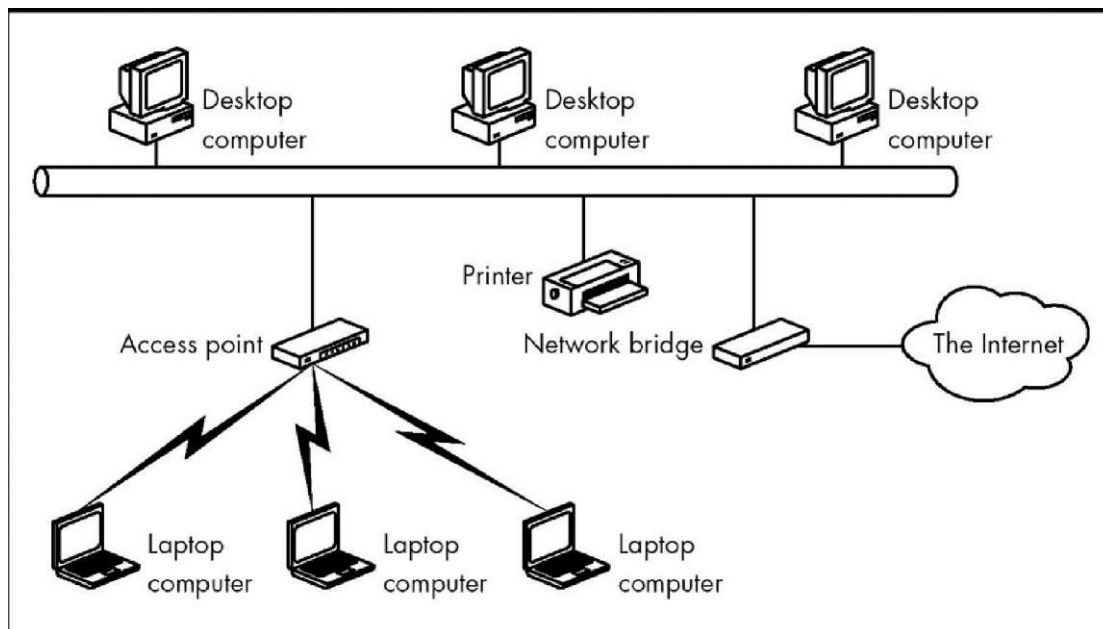 Desktop
computer
Desktop
computer
Desktop
computer
Printer
Access point
Network bridge
The Internet
Laptop
computer
Laptop
computer
Laptop
computer